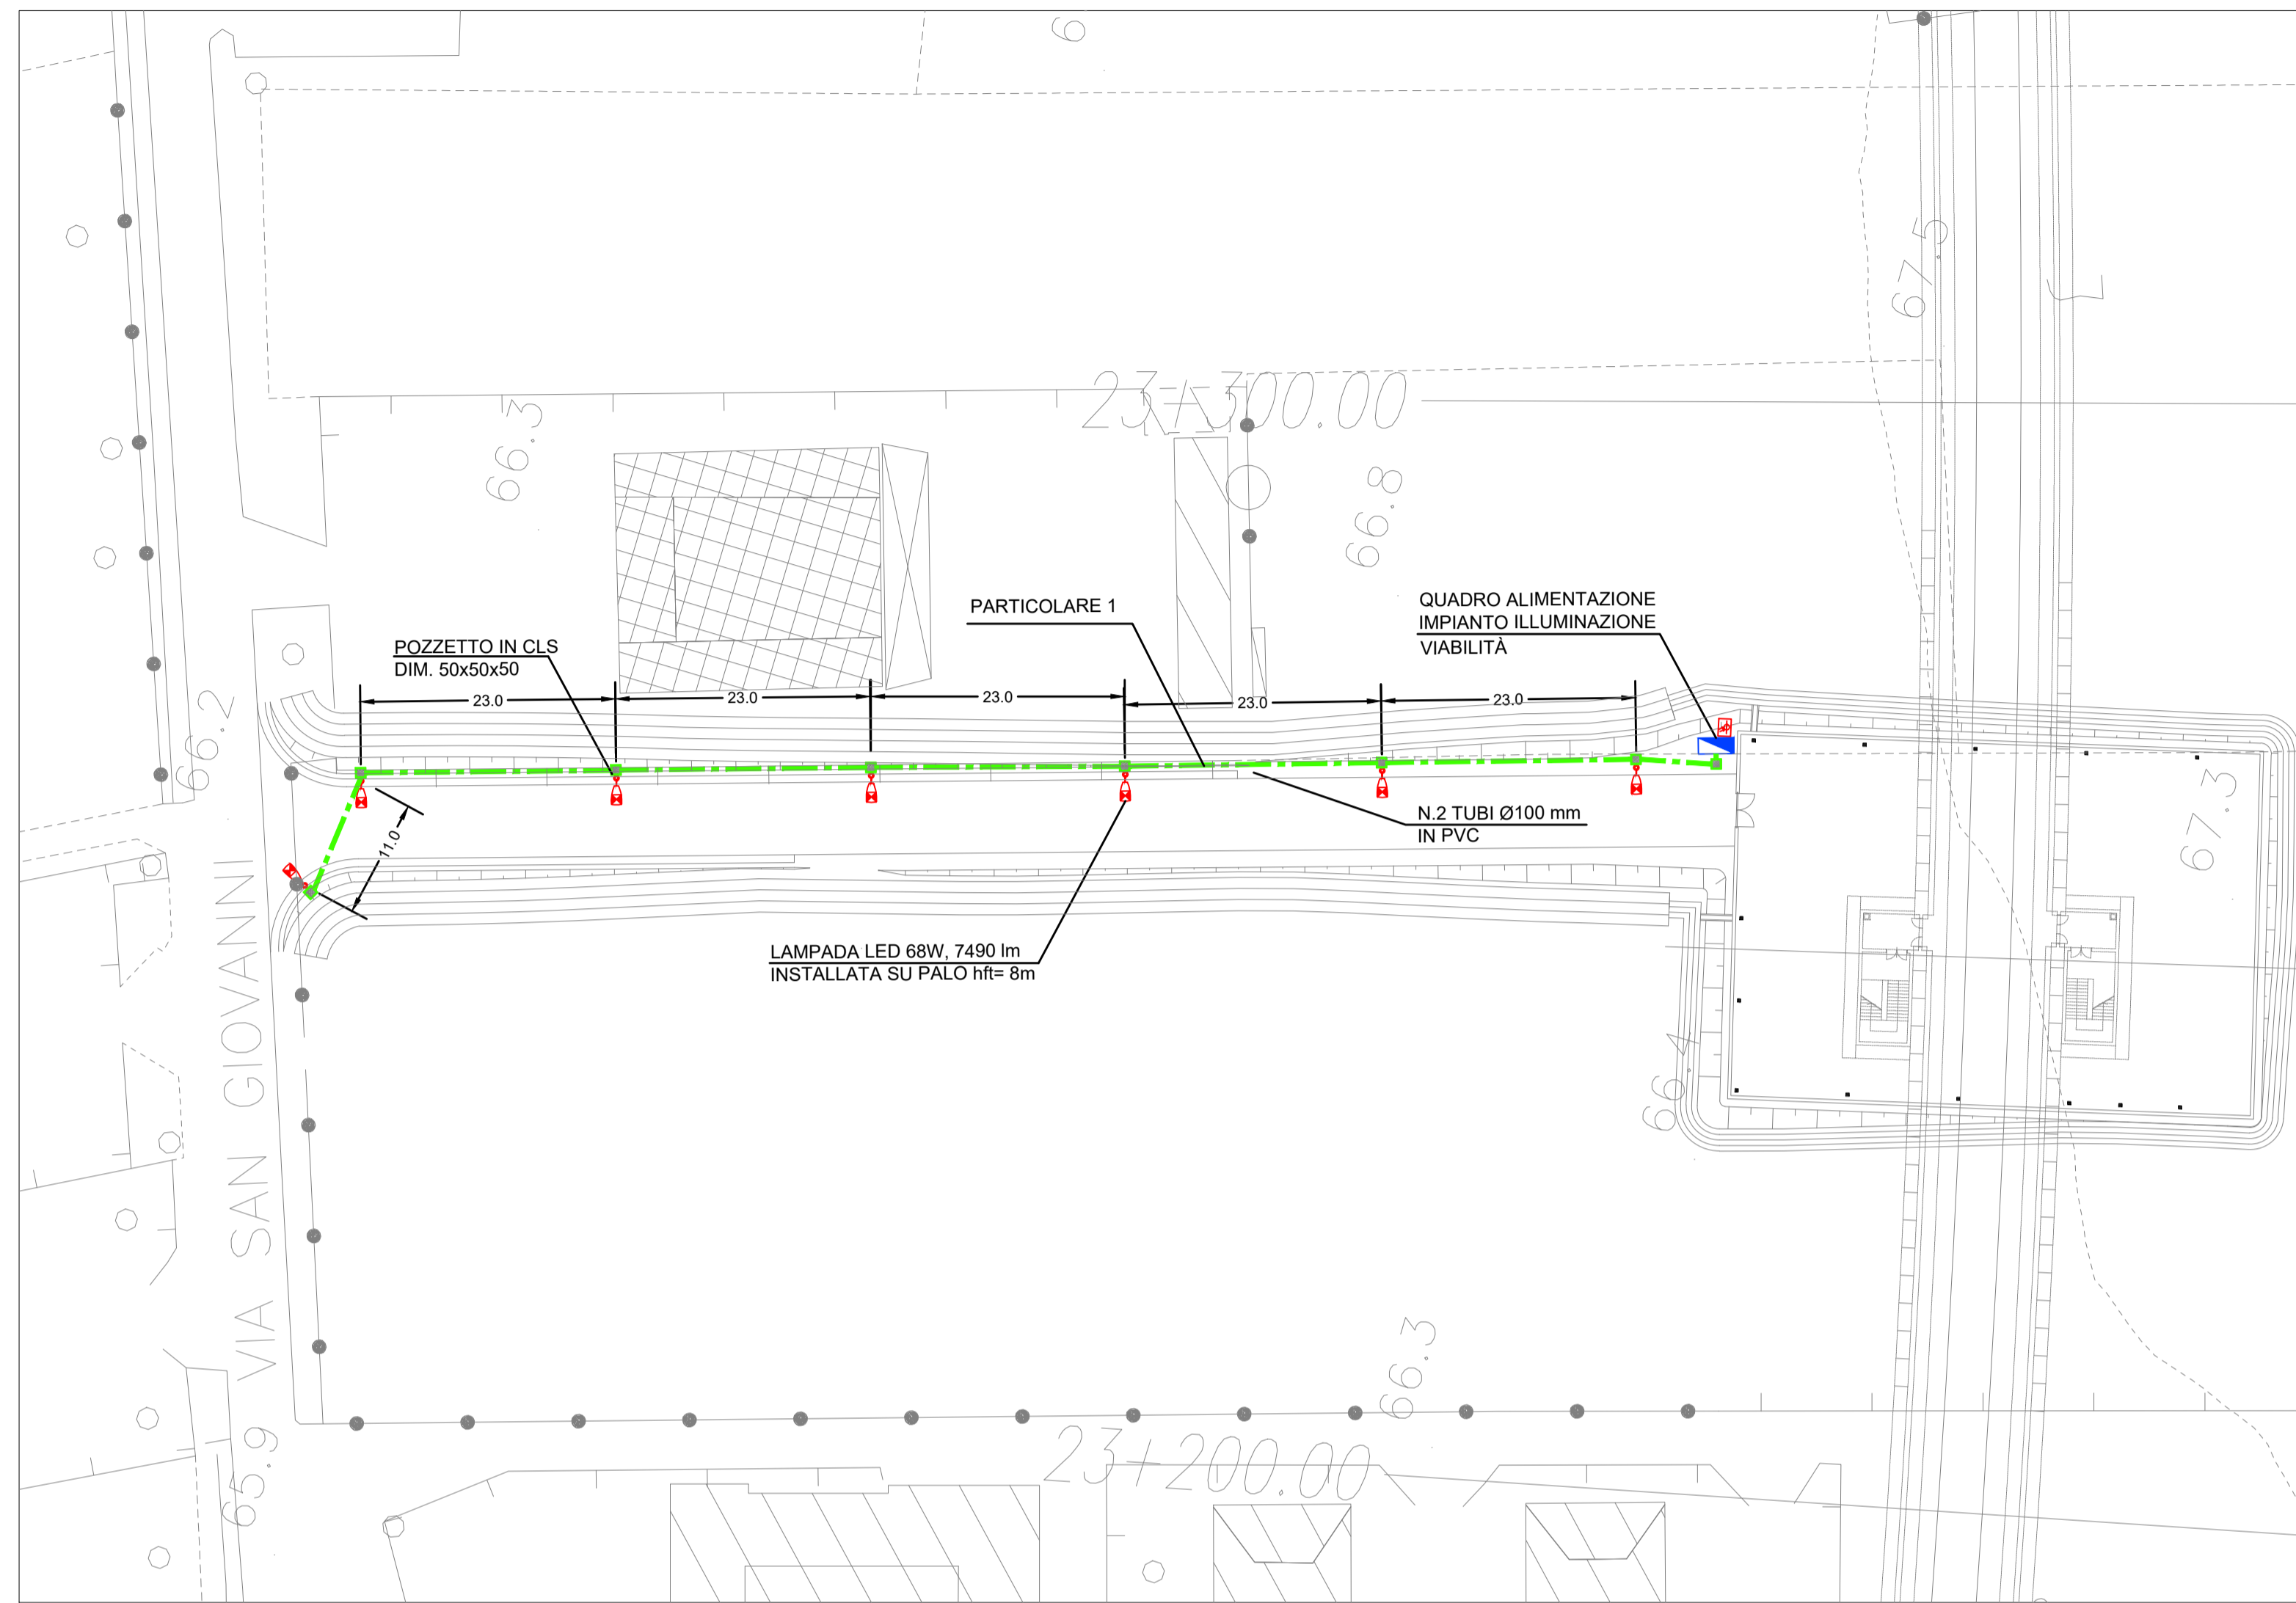 23+300.00
67.5
66.3
66.8
PARTICOLARE 1
QUADRO ALIMENTAZIONE
IMPIANTO ILLUMINAZIONE
VIABILITÀ
POZZETTO IN CLS
DIM. 50x50x50
23.0
23.0
23.0
23.0
23.0
66.2
11.0
N.2 TUBI Ø100 mm
IN PVC
67.3
LAMPADA LED 68W, 7490 lm
INSTALLATA SU PALO hft= 8m
VIA SAN GIOVANNI
66.3
65.9
23+200.00